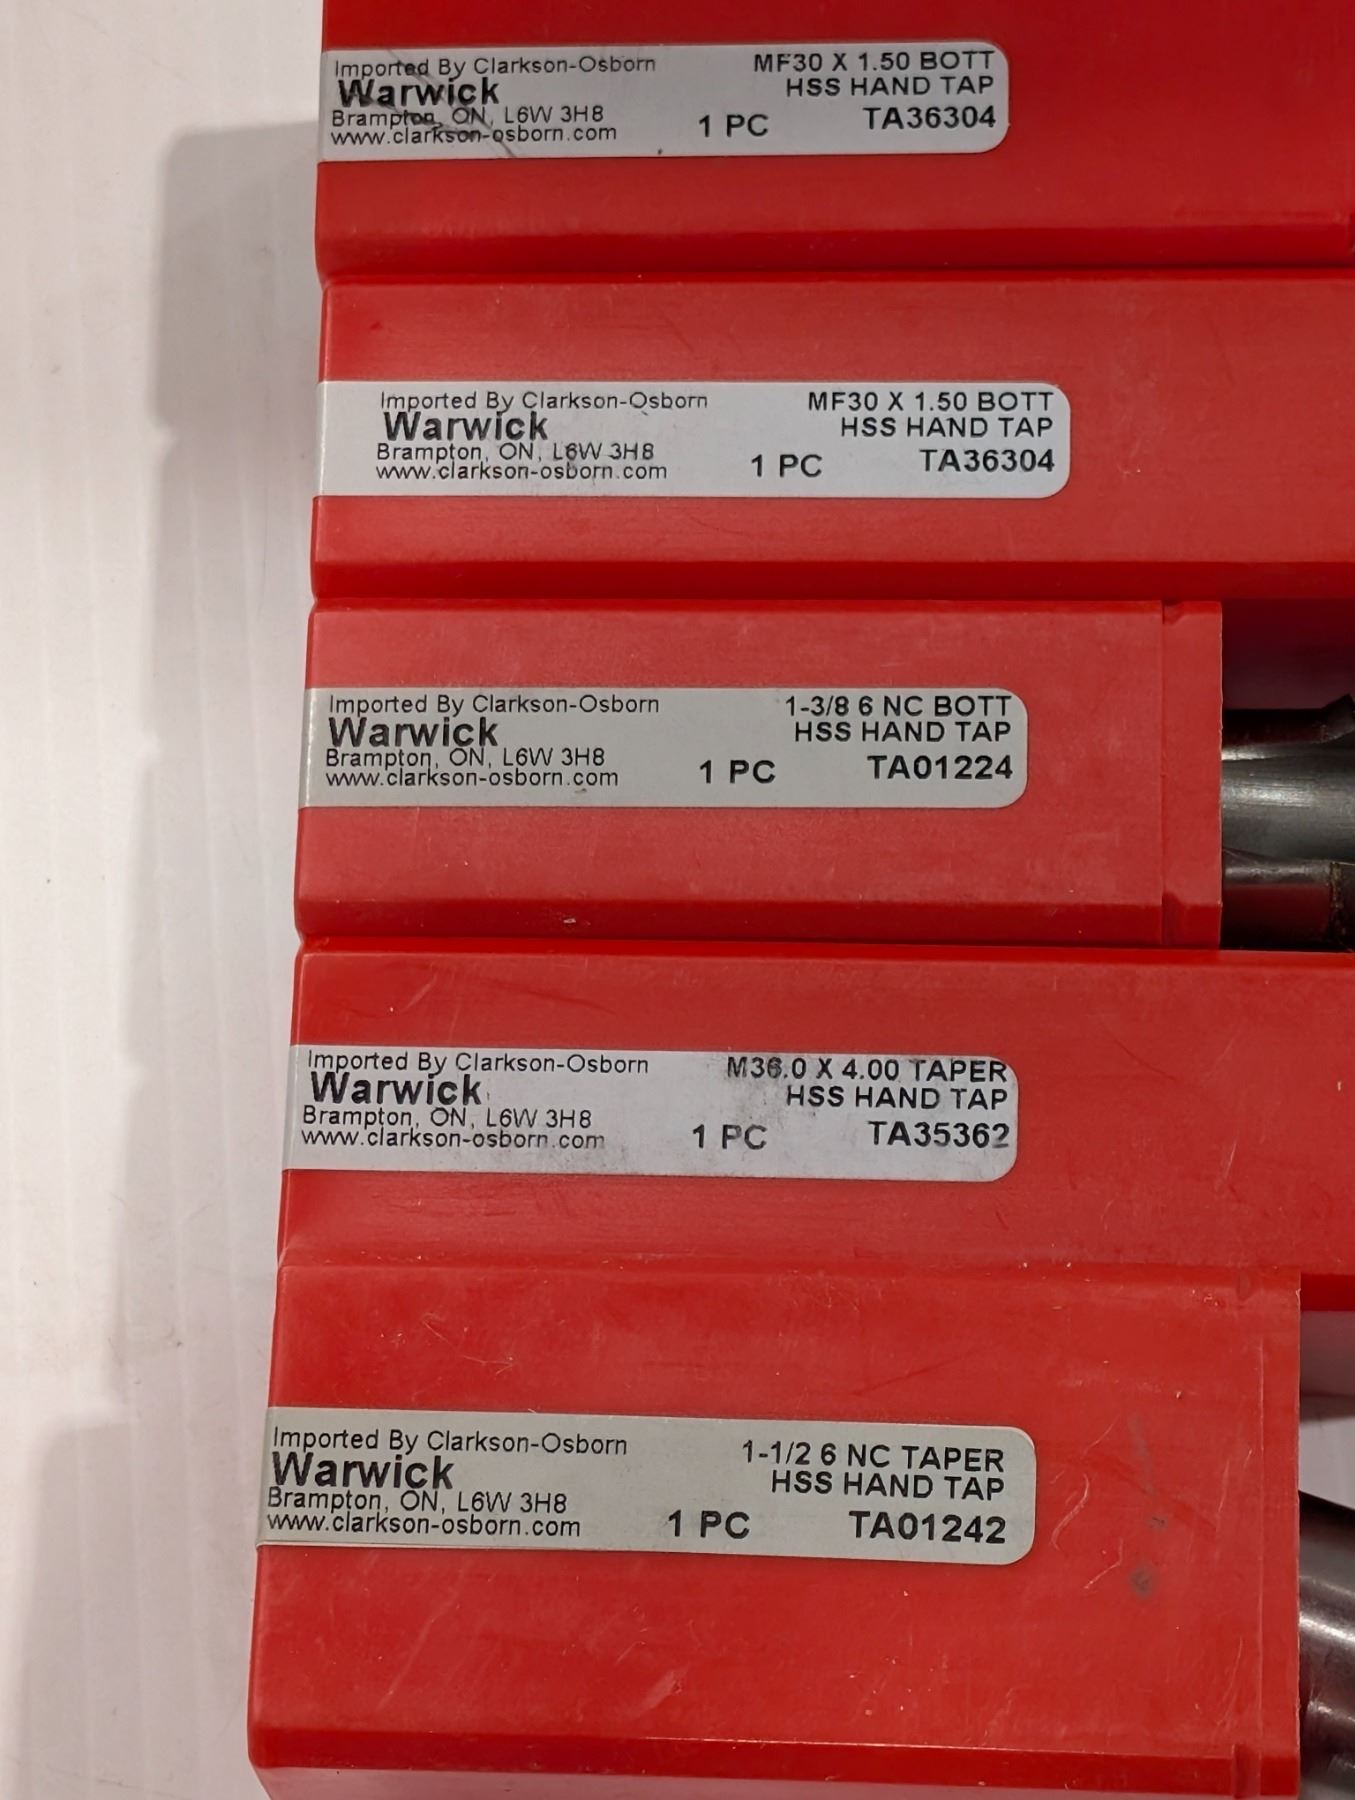 Imported By Clarkson-Osborn
Warwick
Brampton, ON, L6W 3H8
www.clarkson-osborn.com
MF30 X 1.50 BOTT
HSS HAND TAP
1 PC TA36304
Imported By Clarkson-Osborn
Warwick
Brampton, ON, L6W 3H8
www.clarkson-osborn.com
MF30 X 1.50 BOTT
HSS HAND TAP
1 PC TA36304
Imported By Clarkson-Osborn
Warwick
Brampton, ON, L6W 3H8
www.clarkson-osborn.com
1-3/8 6 NC BOTT
HSS HAND TAP
1 PC TA01224
Imported By Clarkson-Osborn
Warwick
Brampton, ON, L6W 3H8
www.clarkson-osborn.com
M36.0 X 4.00 TAPER
HSS HAND TAP
1 PC TA35362
Imported By Clarkson-Osborn
Warwick
Brampton, ON, L6W 3H8
www.clarkson-osborn.com
1-1/2 6 NC TAPER
HSS HAND TAP
1 PC TA01242